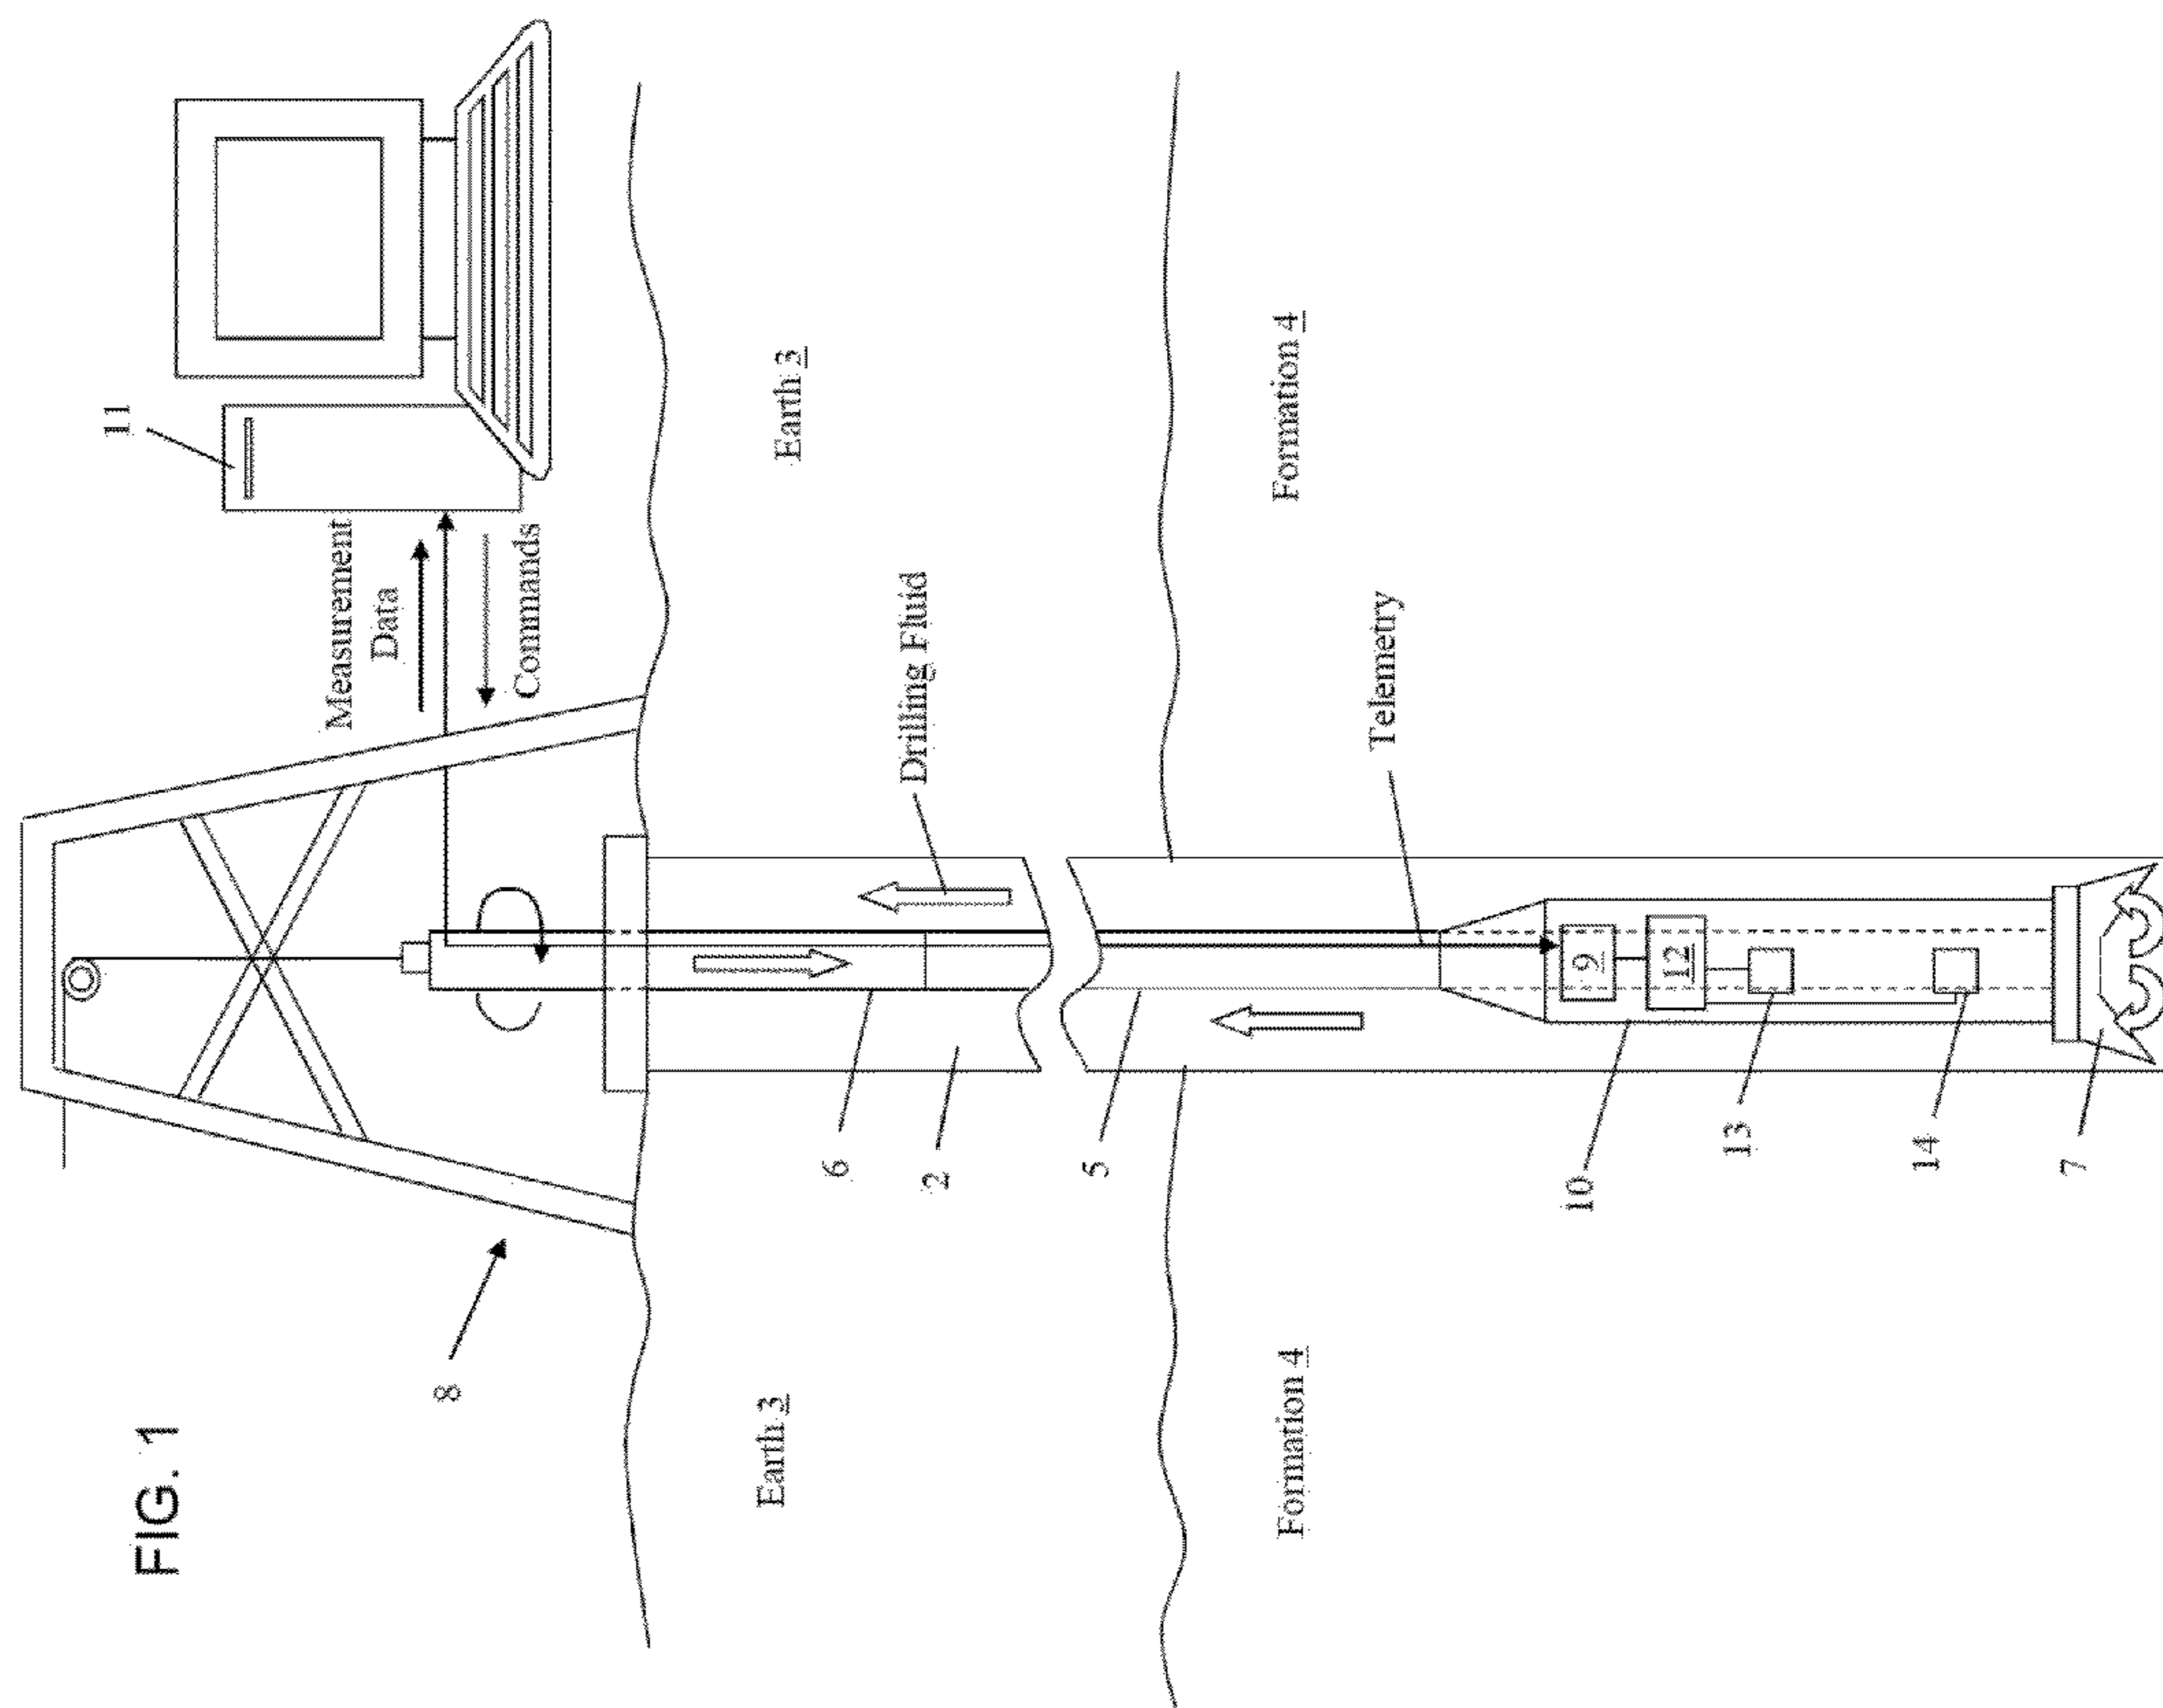 FIG. 1
8
11
Measurement
Data
Commands
Earth 3
Earth 3
6
2
Drilling Fluid
5
Formation 4
Formation 4
Telemetry
9
12
10
13
14
7